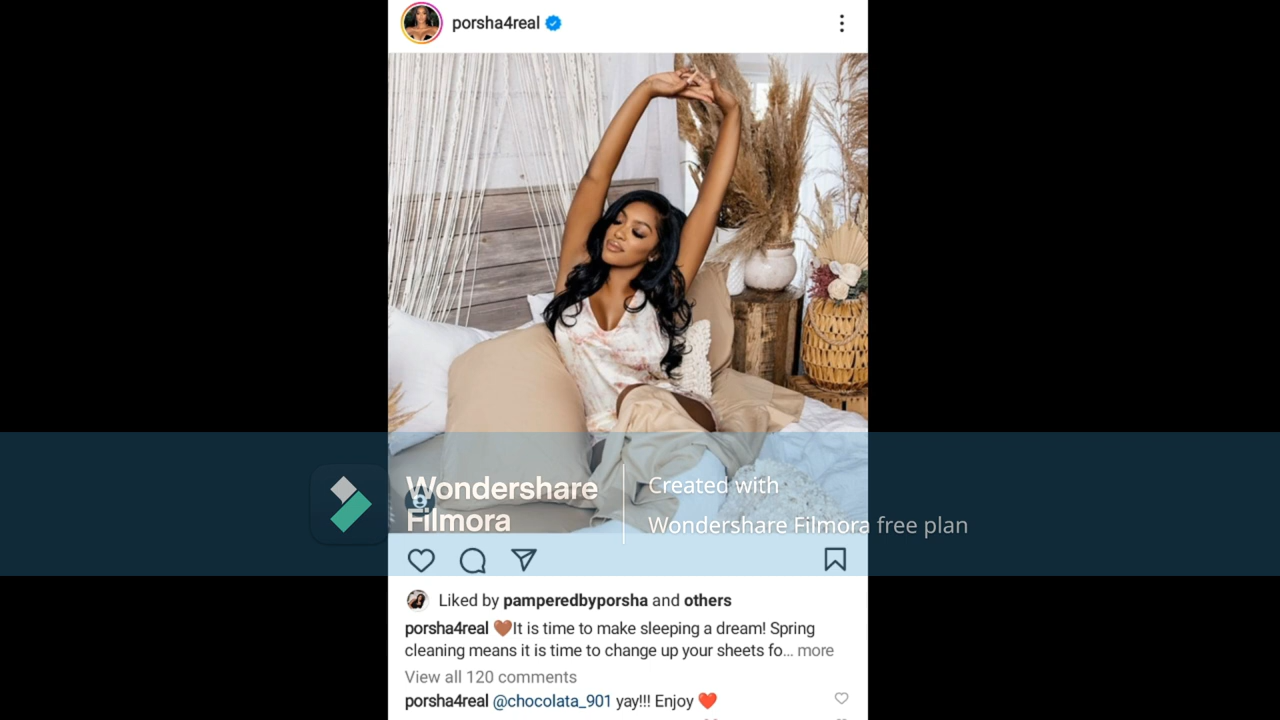 porsha4real
Wondershare
Filmora
Created with
Wondershare Filmora free plan
Liked by pamperedbyporsha and others
porsha4real 🤎It is time to make sleeping a dream! Spring
cleaning means it is time to change up your sheets fo... more
View all 120 comments
porsha4real @chocolata_901 yay!!! Enjoy ❤️